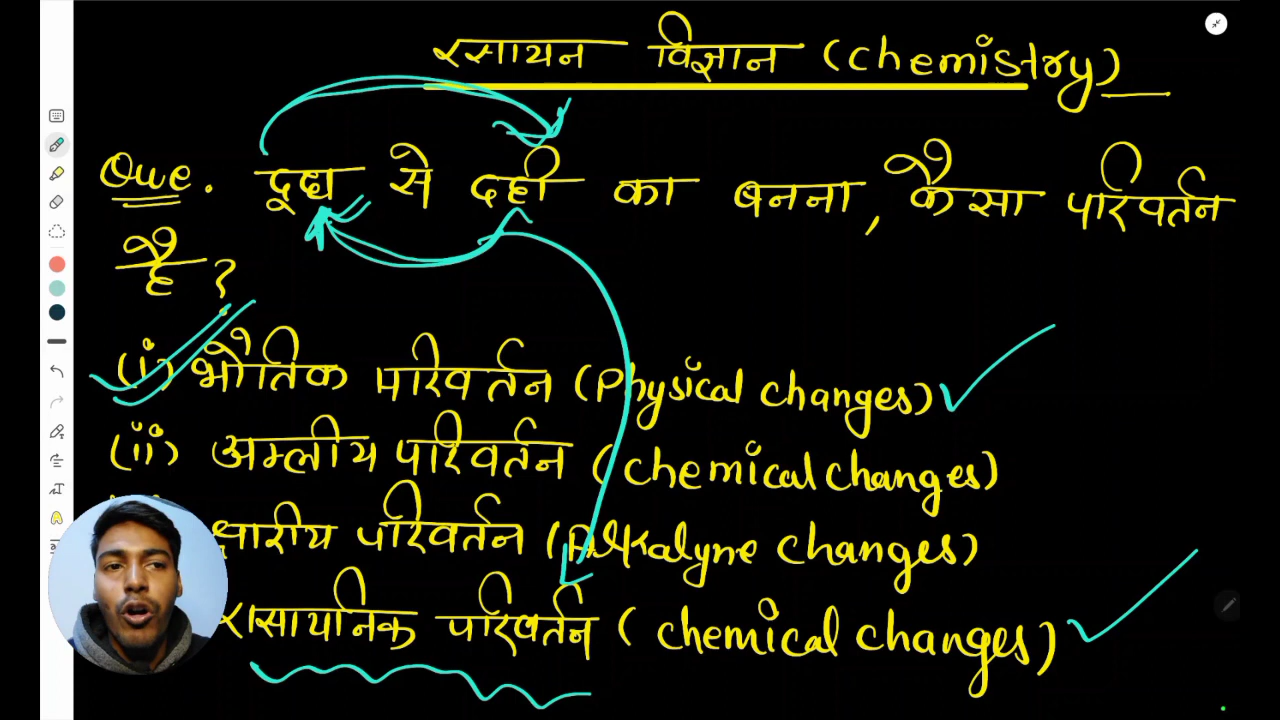 रसायन विज्ञान (chemistry)
Que. दूध से दही का बनना, कैसा परिवर्तन
है ?
(i) भौतिक परिवर्तन (Physical changes)
(ii) अम्लीय परिवर्तन (chemical changes)
क्षारीय परिवर्तन (Alkalyne changes)
रासायनिक परिवर्तन (chemical changes)